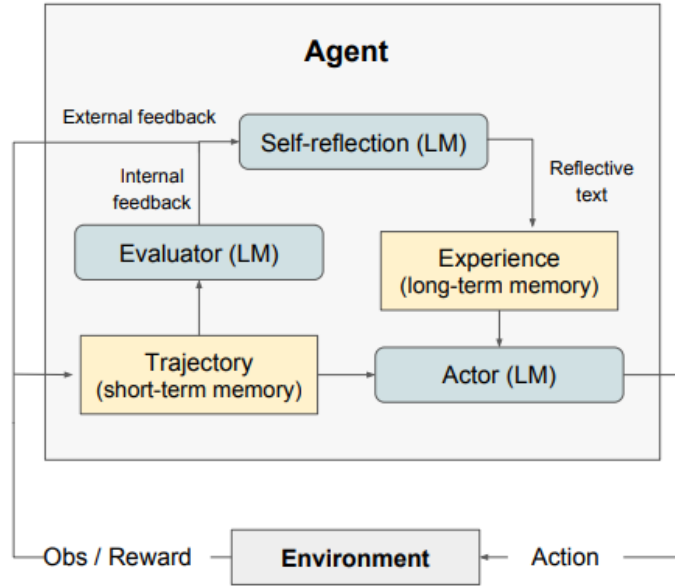 Agent
External feedback
Self-reflection (LM)
Internal
feedback
Reflective
text
Evaluator (LM)
Experience
(long-term memory)
Trajectory
(short-term memory)
Actor (LM)
Obs / Reward
Environment
Action